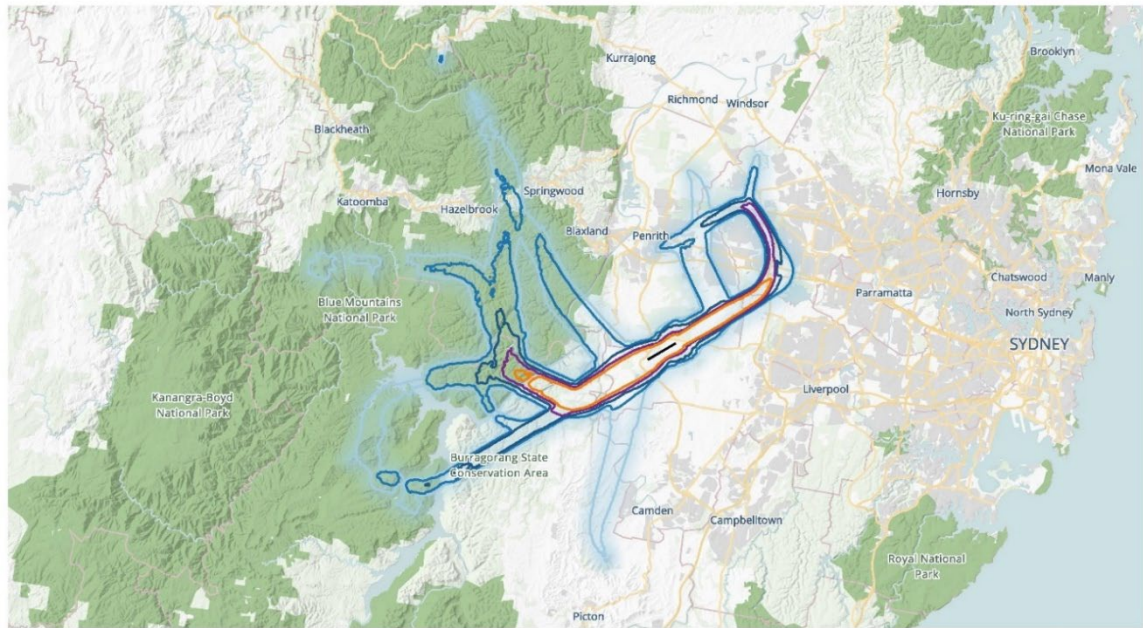 Brooklyn
Kurrajong
Richmond
Windsor
Ku-ring-gai Chase
National Park
Blackheath
Mona Vale
Springwood
Hornsby
Katoomba
Hazelbrook
Blaxland
Penrith
Chatswood
Manly
Parramatta
Blue Mountains
National Park
North Sydney
SYDNEY
Liverpool
Kanangra-Boyd
National Park
Burragorang State
Conservation Area
Camden
Campbelltown
Royal National
Park
Picton